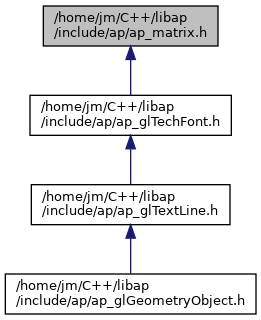 /home/jm/C++/libap
/include/ap/ap_matrix.h
/home/jm/C++/libap
/include/ap/ap_glTechFont.h
/home/jm/C++/libap
/include/ap/ap_glTextLine.h
/home/jm/C++/libap
/include/ap/ap_glGeometryObject.h